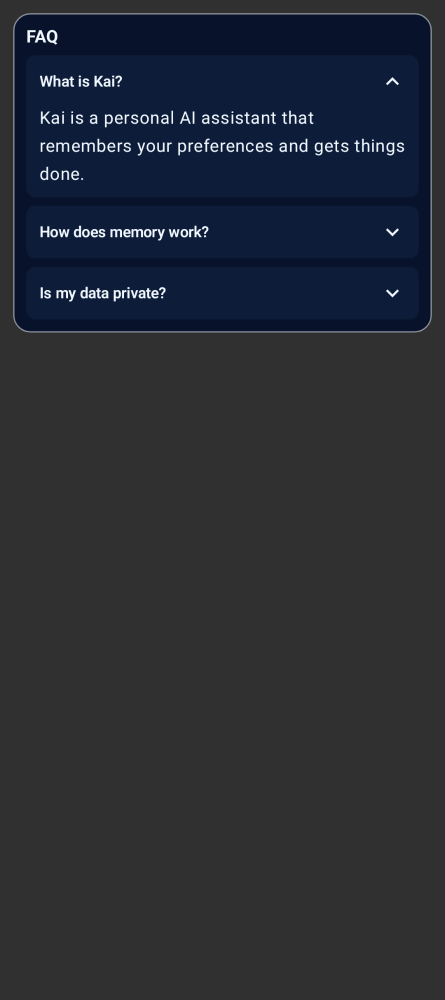 FAQ
What is Kai?
Kai is a personal AI assistant that
remembers your preferences and gets things
done.
How does memory work?
Is my data private?